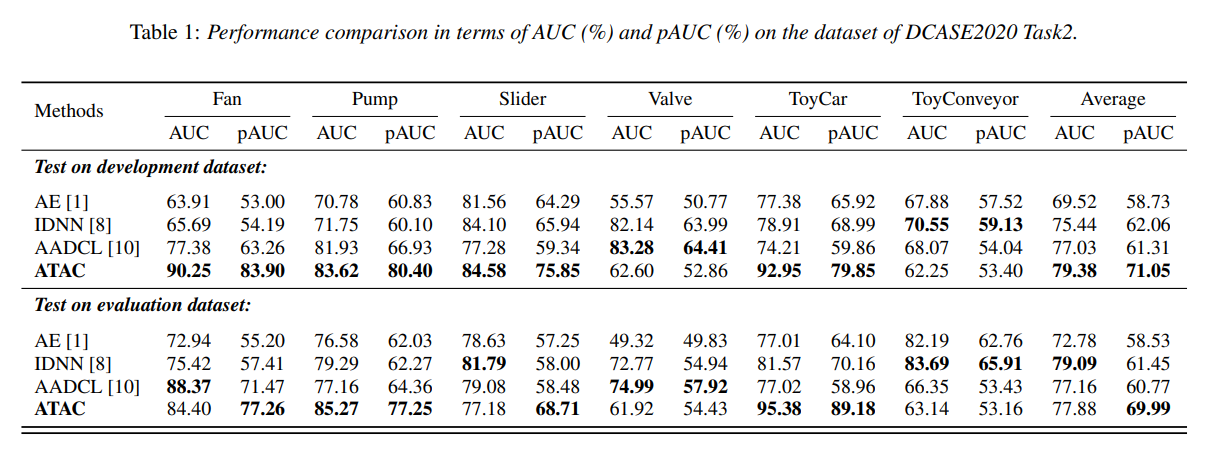 Table 1: Performance comparison in terms of AUC (%) and pAUC (%) on the dataset of DCASE2020 Task2.
Methods Fan Pump Slider Valve ToyCar ToyConveyor Average
AUC pAUC AUC pAUC AUC pAUC AUC pAUC AUC pAUC AUC pAUC AUC pAUC
Test on development dataset:
AE [1] 63.91 53.00 70.78 60.83 81.56 64.29 55.57 50.77 77.38 65.92 67.88 57.52 69.52 58.73
IDNN [8] 65.69 54.19 71.75 60.10 84.10 65.94 82.14 63.99 78.91 68.99 70.55 59.13 75.44 62.06
AADCL [10] 77.38 63.26 81.93 66.93 77.28 59.34 83.28 64.41 74.21 59.86 68.07 54.04 77.03 61.31
ATAC 90.25 83.90 83.62 80.40 84.58 75.85 62.60 52.86 92.95 79.85 62.25 53.40 79.38 71.05
Test on evaluation dataset:
AE [1] 72.94 55.20 76.58 62.03 78.63 57.25 49.32 49.83 77.01 64.10 82.19 62.76 72.78 58.53
IDNN [8] 75.42 57.41 79.29 62.27 81.79 58.00 72.77 54.94 81.57 70.16 83.69 65.91 79.09 61.45
AADCL [10] 88.37 71.47 77.16 64.36 79.08 58.48 74.99 57.92 77.02 58.96 66.35 53.43 77.16 60.77
ATAC 84.40 77.26 85.27 77.25 77.18 68.71 61.92 54.43 95.38 89.18 63.14 53.16 77.88 69.99